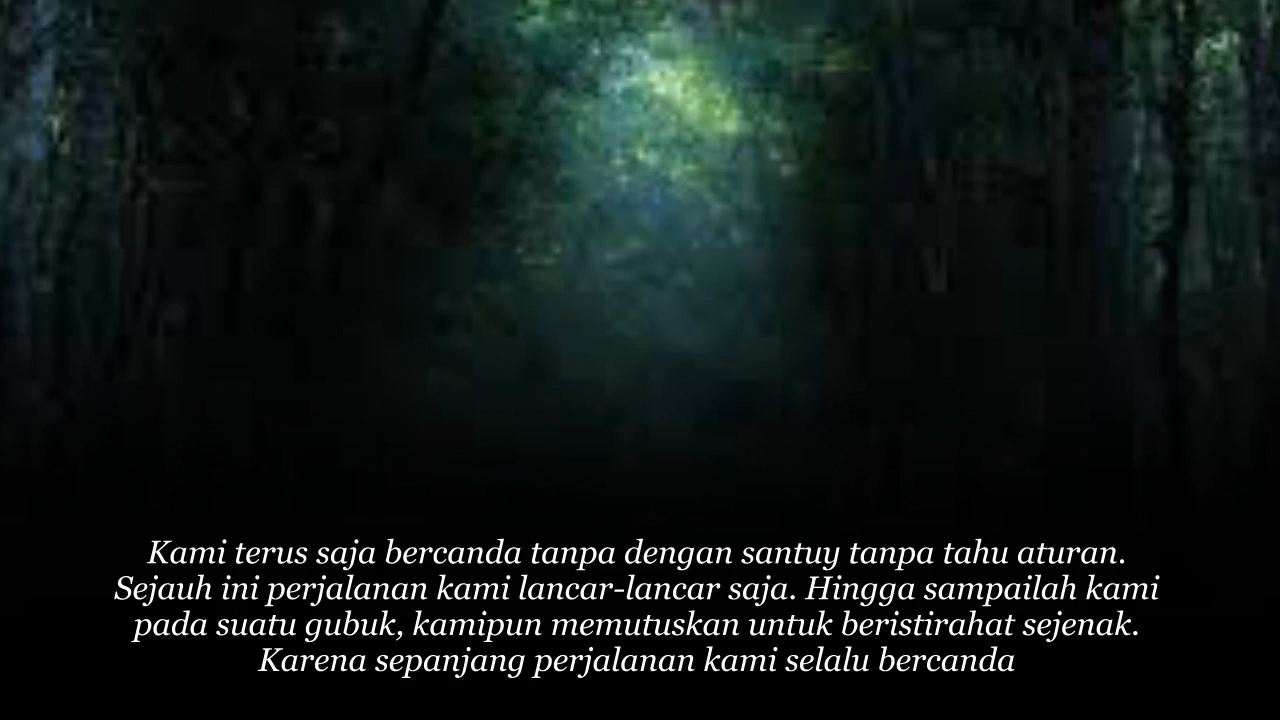 Kami terus saja bercanda tanpa dengan santuy tanpa tahu aturan.
Sejauh ini perjalanan kami lancar-lancar saja. Hingga sampailah kami
pada suatu gubuk, kamipun memutuskan untuk beristirahat sejenak.
Karena sepanjang perjalanan kami selalu bercanda